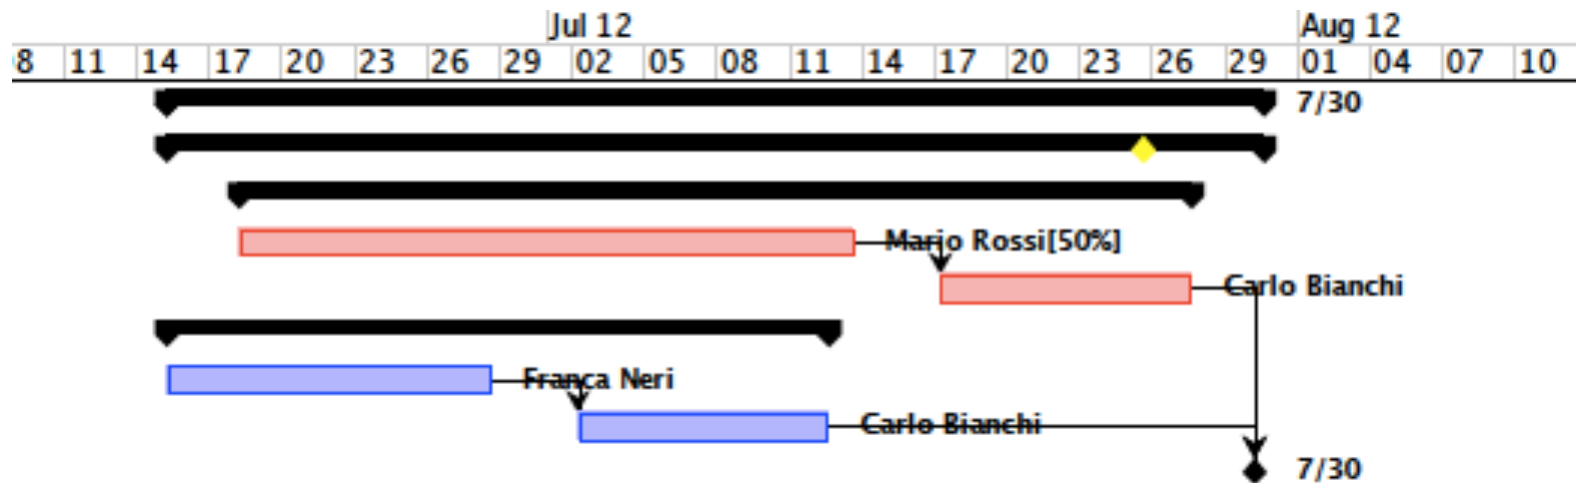 Jul 12 Aug 12
8 11 14 17 20 23 26 29 02 05 08 11 14 17 20 23 26 29 01 04 07 10
7/30
Mario Rossi[50%]
Carlo Bianchi
Franca Neri
Carlo Bianchi
7/30